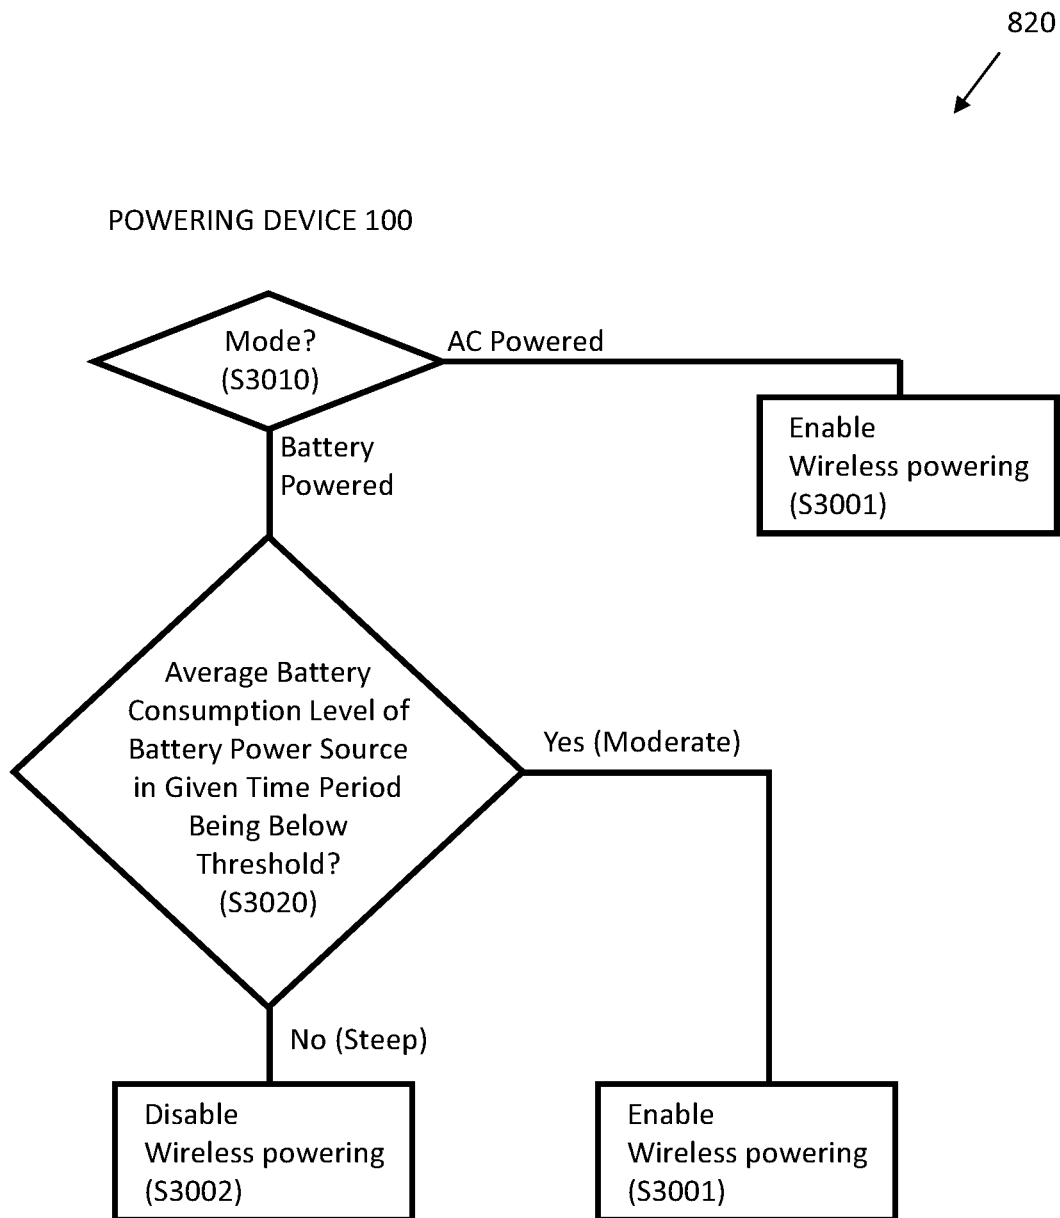 820
POWERING DEVICE 100
Mode?
(S3010)
AC Powered
Enable
Wireless powering
(S3001)
Battery
Powered
Average Battery
Consumption Level of
Battery Power Source
in Given Time Period
Being Below
Threshold?
(S3020)
Yes (Moderate)
No (Steep)
Disable
Wireless powering
(S3002)
Enable
Wireless powering
(S3001)